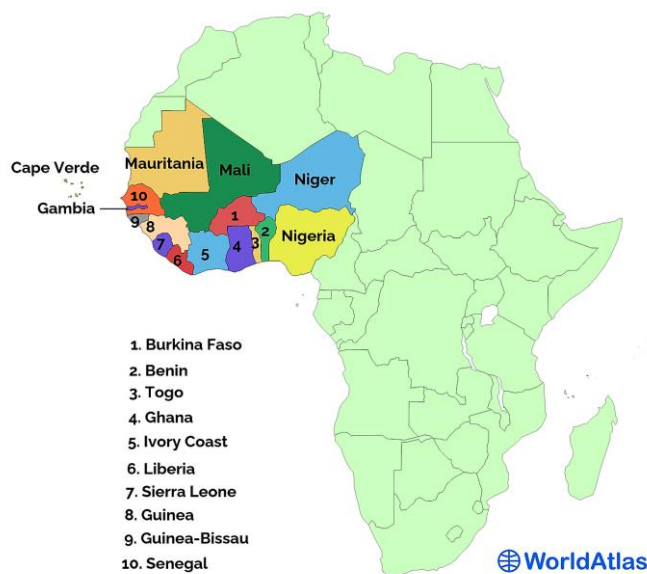 Mauritania
Mali
Niger
Cape Verde
10
Gambia
9
8
1
2
Nigeria
7
6
5
4
3
1. Burkina Faso
2. Benin
3. Togo
4. Ghana
5. Ivory Coast
6. Liberia
7. Sierra Leone
8. Guinea
9. Guinea-Bissau
10. Senegal
WorldAtlas